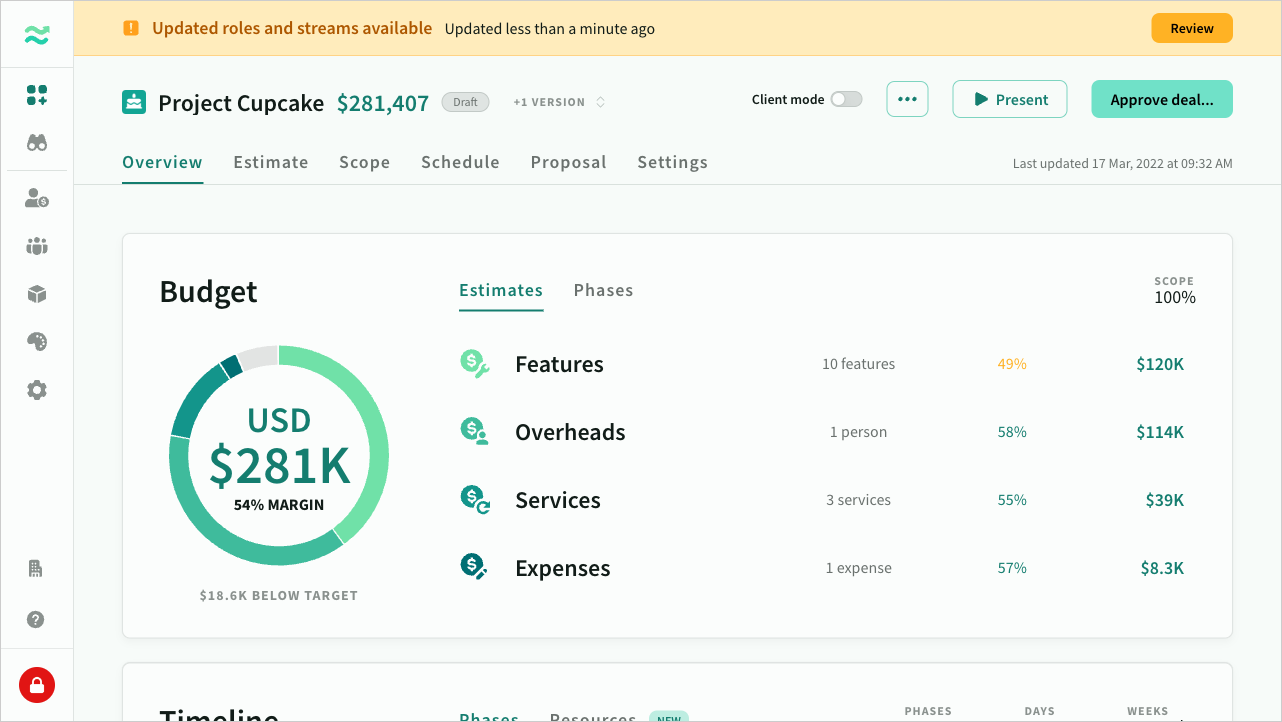 Updated roles and streams available Updated less than a minute ago Review
Project Cupcake $281,407 Draft +1 VERSION Client mode Present Approve deal...
Overview Estimate Scope Schedule Proposal Settings Last updated 17 Mar, 2022 at 09:32 AM
Budget Estimates Phases SCOPE
100%
Features 10 features 49% $120K
USD
$281K
54% MARGIN
Overheads 1 person 58% $114K
Services 3 services 55% $39K
Expenses 1 expense 57% $8.3K
$18.6K BELOW TARGET
Timeline Phases Resources NEW PHASES DAYS WEEKS